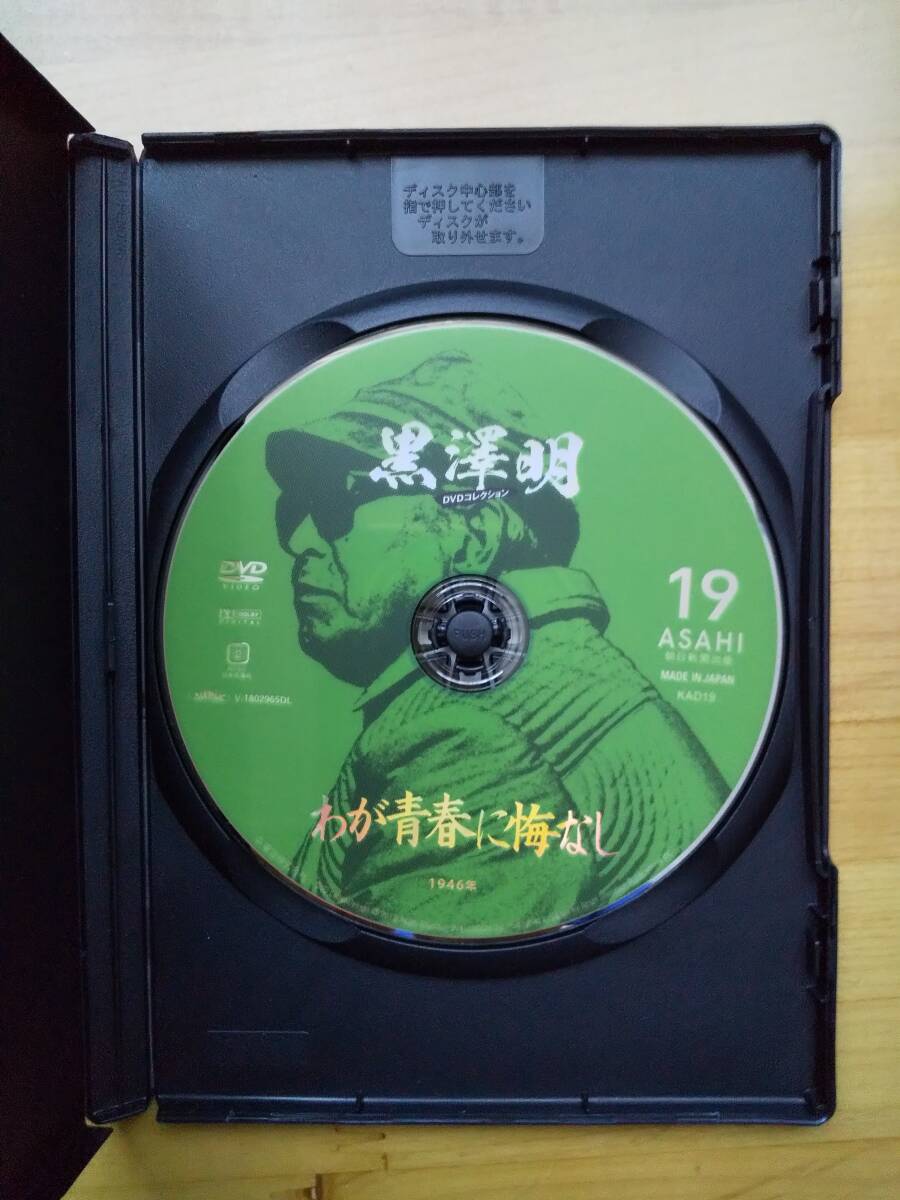 ディスク中心部を
指で押してください
ディスクが
取り外せます。
黒澤明
DVDコレクション
DVD
VIDEO
DOLBY
DIGITAL
V-1802965DL
19
ASAHI
朝日新聞出版
MADE IN JAPAN
KAD19
PUSH
わが青春に悔なし
1946年